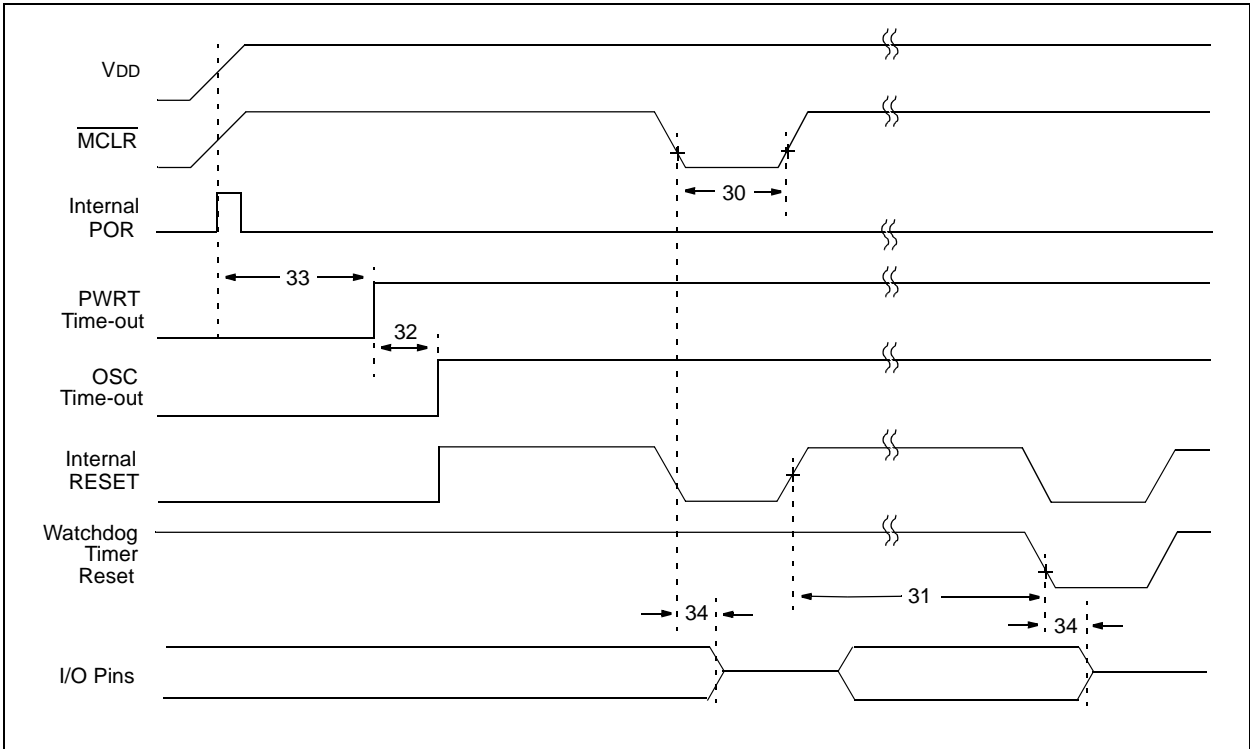 VDD
MCLR
30
Internal
POR
33
PWRT
Time-out
32
OSC
Time-out
Internal
RESET
Watchdog
Timer
Reset
31
34
34
I/O Pins